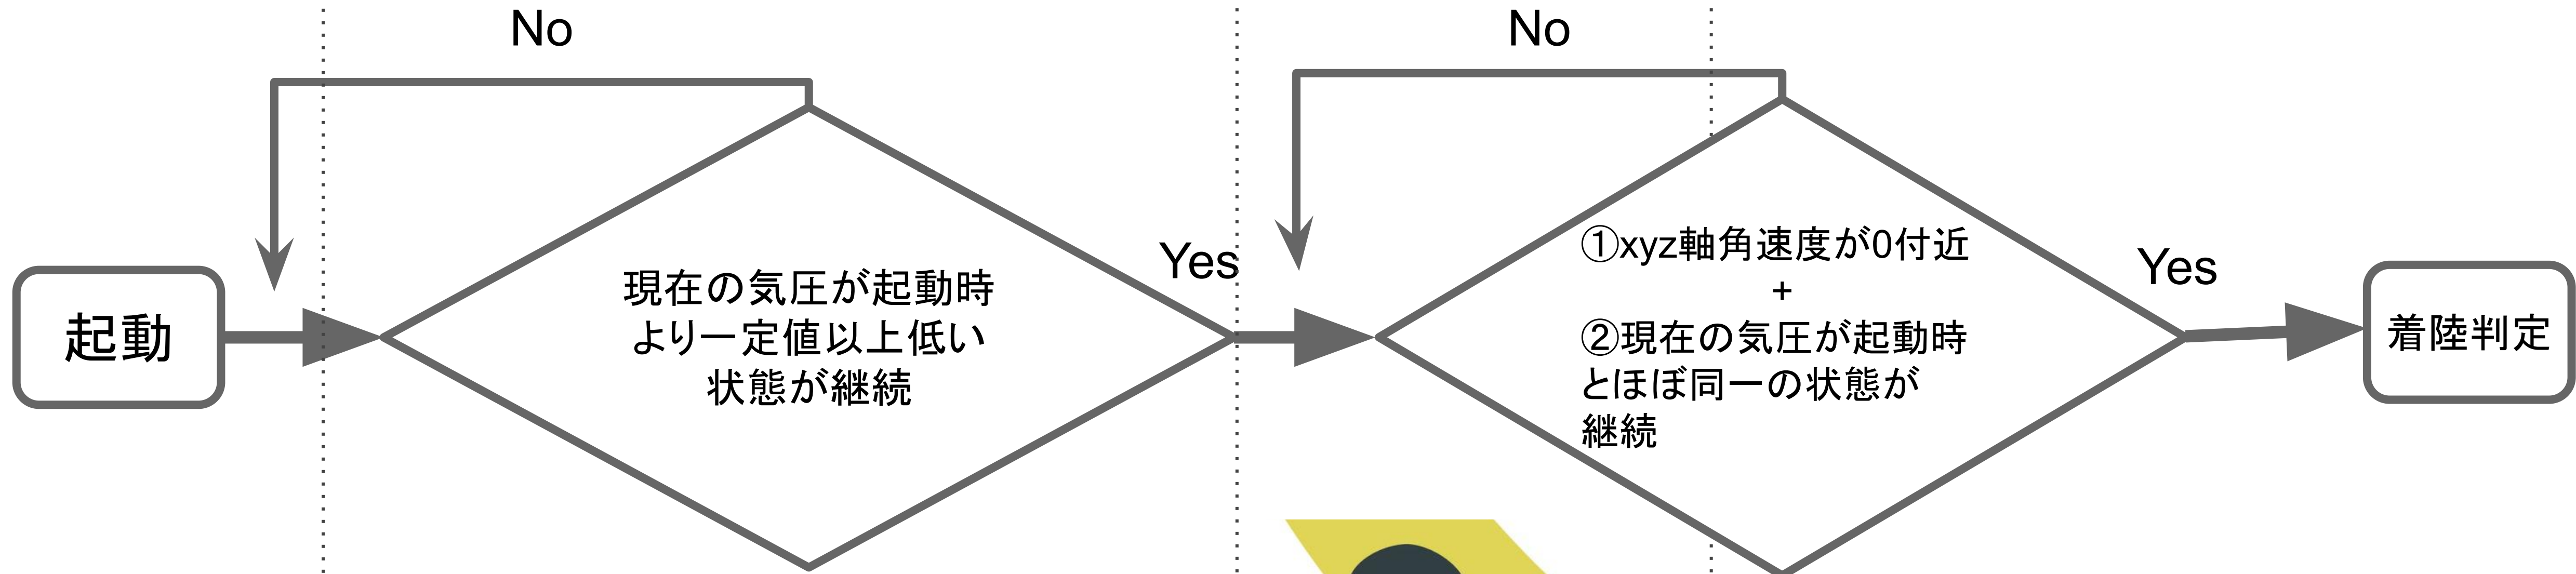 No
No
起動
現在の気圧が起動時
より一定値以上低い
状態が継続
Yes
①xyz軸角速度が0付近
+
②現在の気圧が起動時
とほぼ同一の状態が
継続
Yes
着陸判定